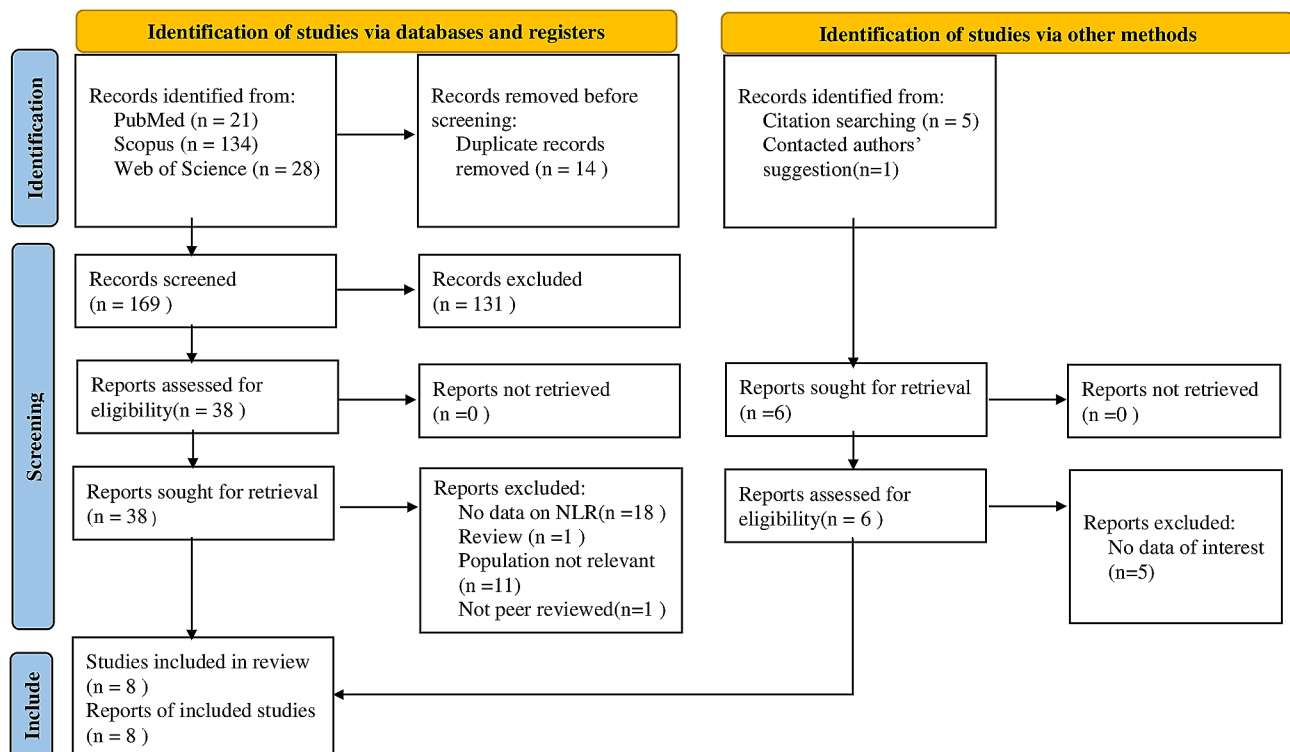 Identification of studies via databases and registers
Identification of studies via other methods
Identification
Records identified from:
PubMed (n = 21)
Scopus (n = 134)
Web of Science (n = 28)
Records removed before
screening:
Duplicate records
removed (n = 14 )
Records identified from:
Citation searching (n = 5)
Contacted authors’
suggestion(n=1)
Screening
Records screened
(n = 169 )
Records excluded
(n = 131 )
Reports assessed for
eligibility(n = 38 )
Reports not retrieved
(n =0 )
Reports sought for retrieval
(n =6)
Reports not retrieved
(n =0 )
Reports sought for retrieval
(n = 38 )
Reports excluded:
No data on NLR(n =18 )
Review (n =1 )
Population not relevant
(n =11)
Not peer reviewed(n=1 )
Reports assessed for
eligibility(n = 6 )
Reports excluded:
No data of interest
(n=5)
Include
Studies included in review
(n = 8 )
Reports of included studies
(n = 8 )